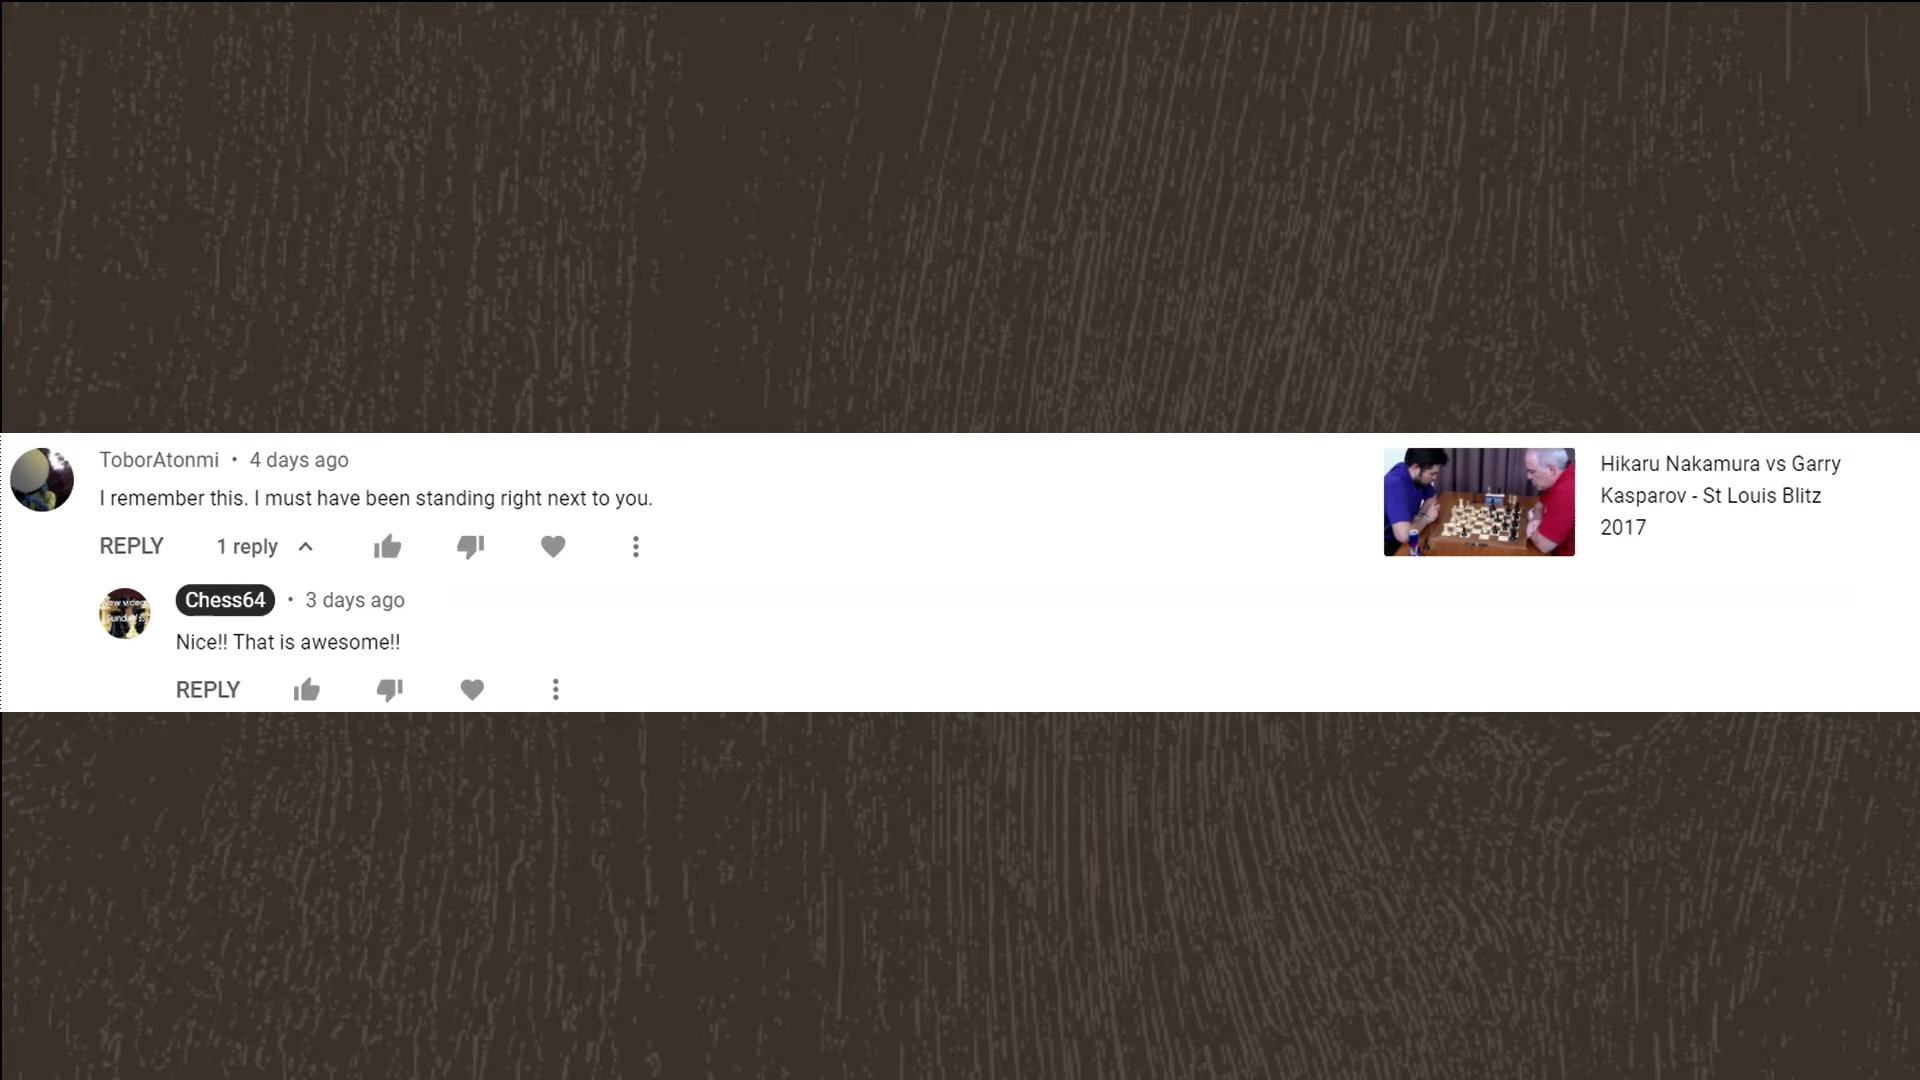 ToborAtonmi • 4 days ago
I remember this. I must have been standing right next to you.
REPLY 1 reply
Hikaru Nakamura vs Garry
Kasparov - St Louis Blitz
2017
Chess64 • 3 days ago
Nice!! That is awesome!!
REPLY